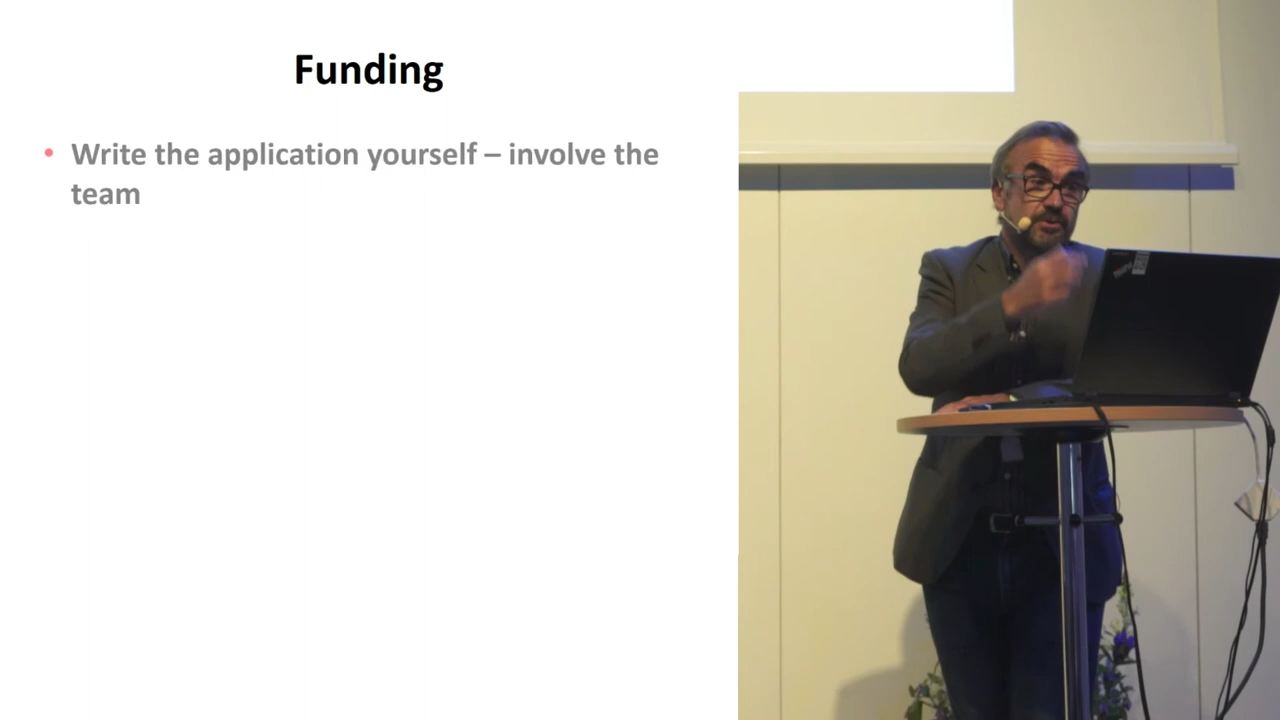 Funding
• Write the application yourself – involve the
team